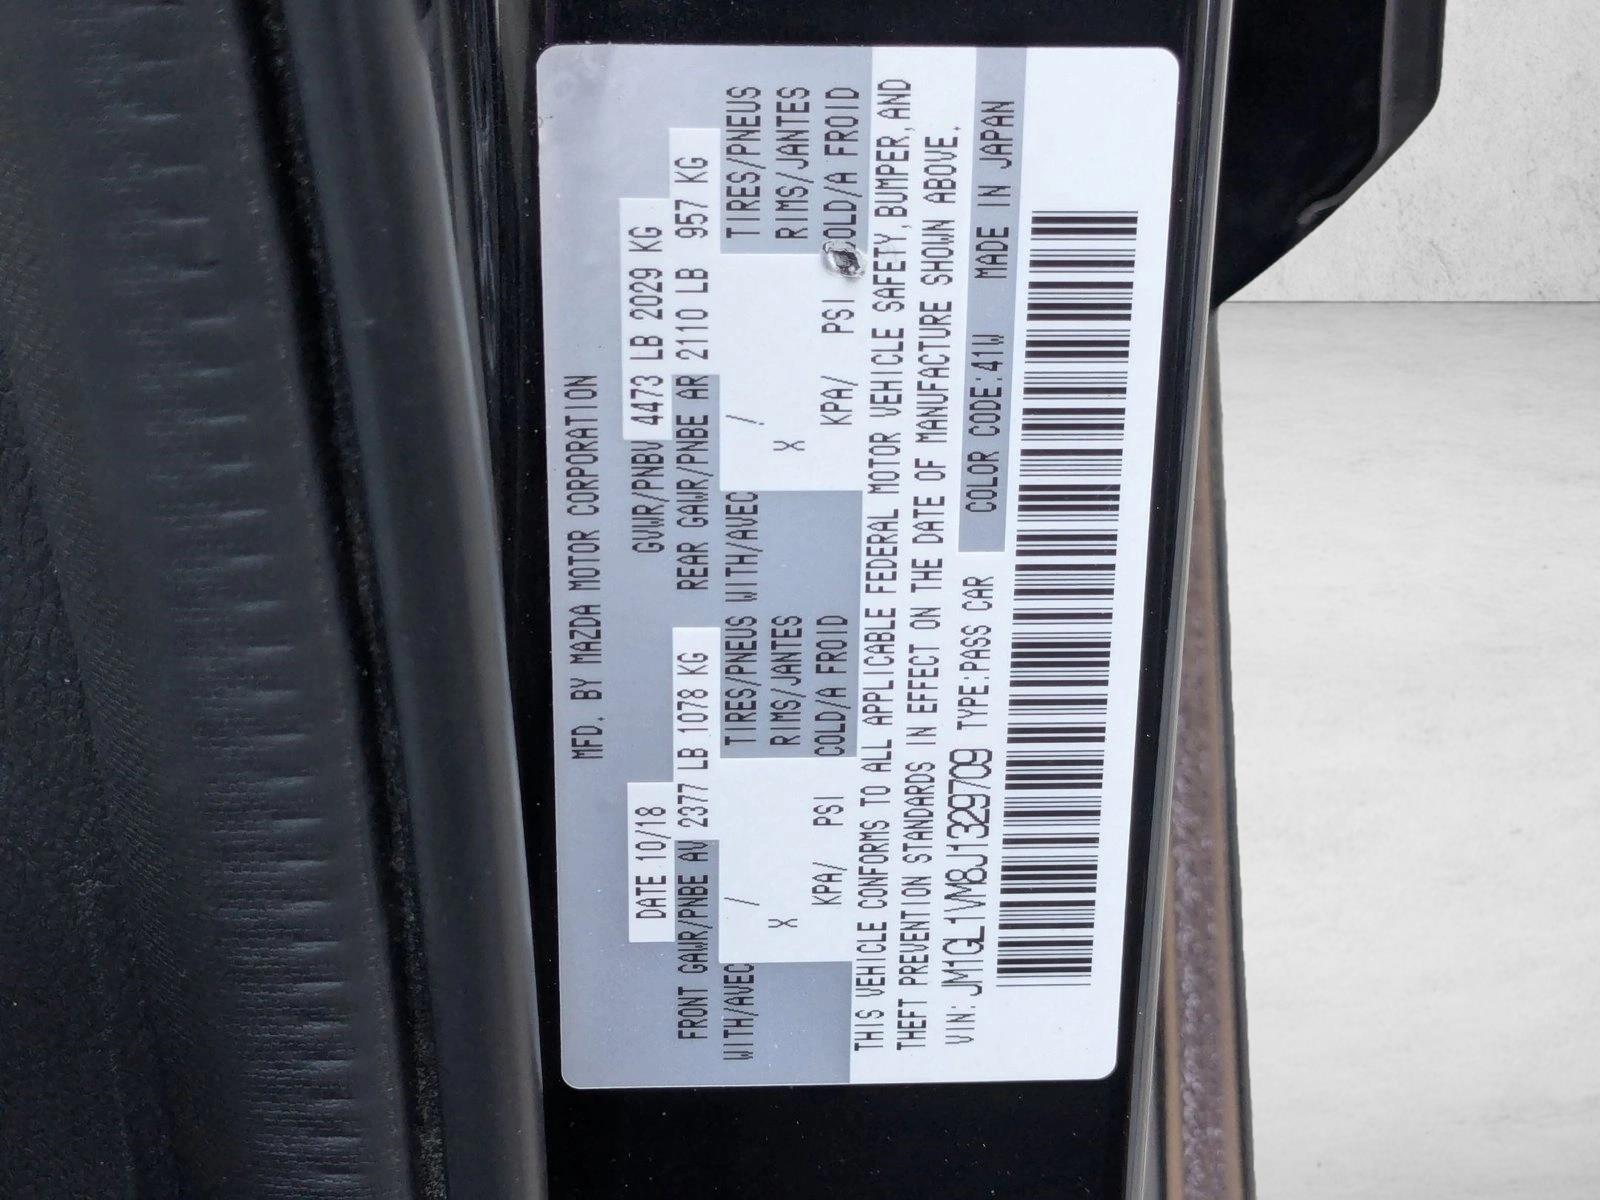 MFD. BY MAZDA MOTOR CORPORATION
DATE 10/18 GVWR/PNBV 4473 LB 2029 KG
FRONT GAWR/PNBE AV 2377 LB 1078 KG REAR GAWR/PNBE AR 2110 LB 957 KG
WITH/AVEC / TIRES/PNEUS WITH/AVEC / TIRES/PNEUS
X RIMS/JANTES X RIMS/JANTES
KPA/ PSI COLD/A FROID KPA/ PSI OLD/A FROID
THIS VEHICLE CONFORMS TO ALL APPLICABLE FEDERAL MOTOR VEHICLE SAFETY, BUMPER, AND
THEFT PREVENTION STANDARDS IN EFFECT ON THE DATE OF MANUFACTURE SHOWN ABOVE.
VIN: JM1GL1VM8J1329709 TYPE:PASS CAR COLOR CODE:41W MADE IN JAPAN